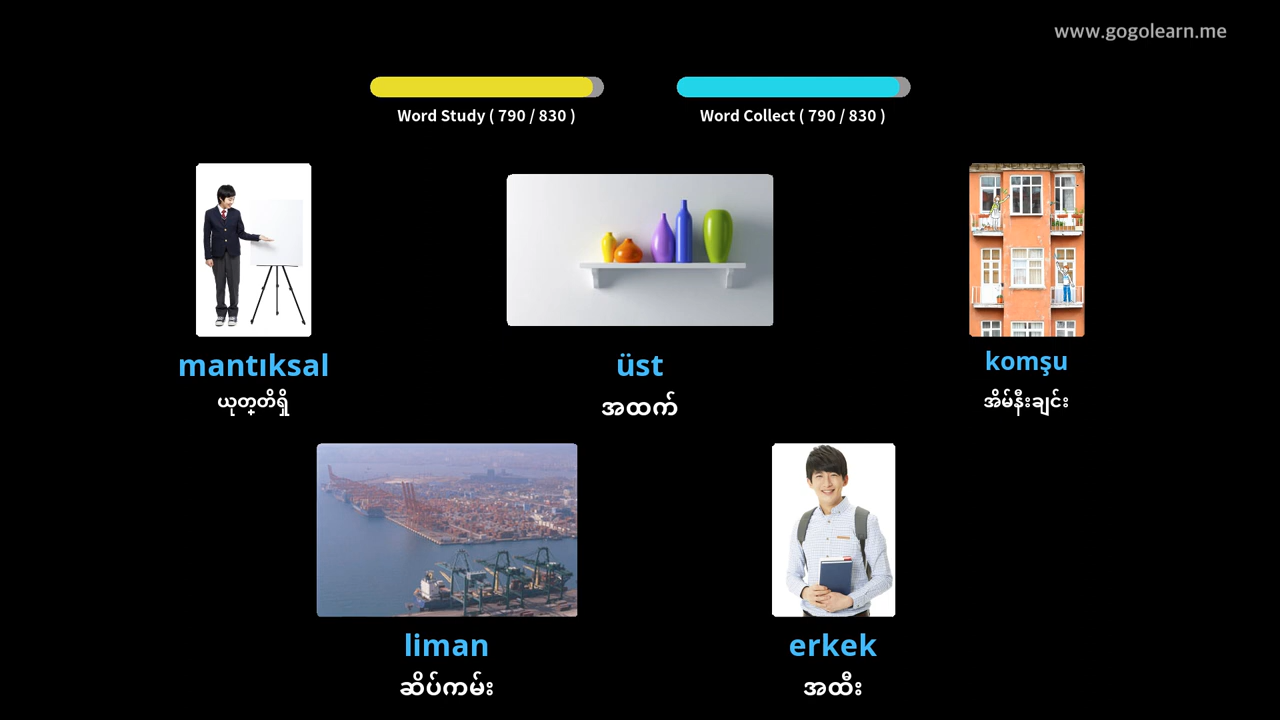 www.gogolearn.me
Word Study ( 790 / 830 )
Word Collect ( 790 / 830 )
mantıksal
ယုတ္တိရှိ
üst
အထက်
komşu
အိမ်နီးချင်း
liman
ဆိပ်ကမ်း
erkek
အထီး